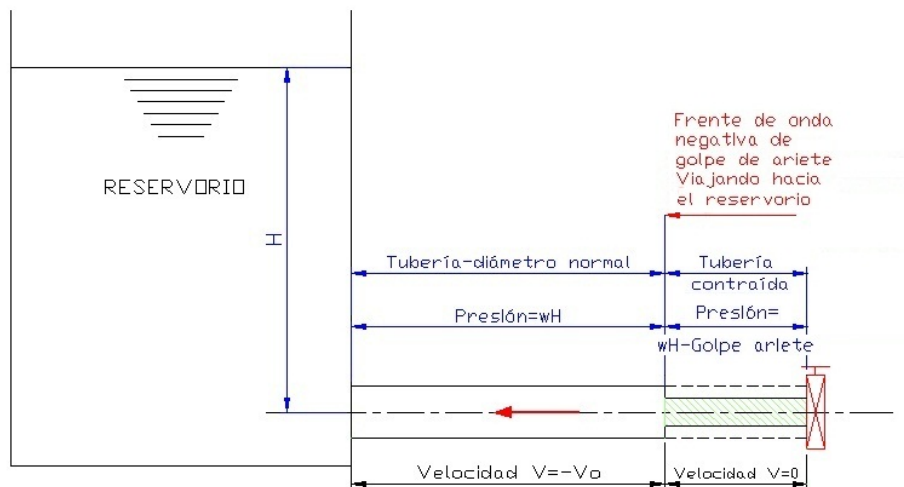 RESERVORIO
H
Frente de onda
negativa de
golpe de ariete
Viajando hacia
el reservorio
Tubería-diámetro normal
Tubería
contraída
Presión=wH
Presión=
wH-Golpe ariete
Velocidad V=-Vo
Velocidad V=0